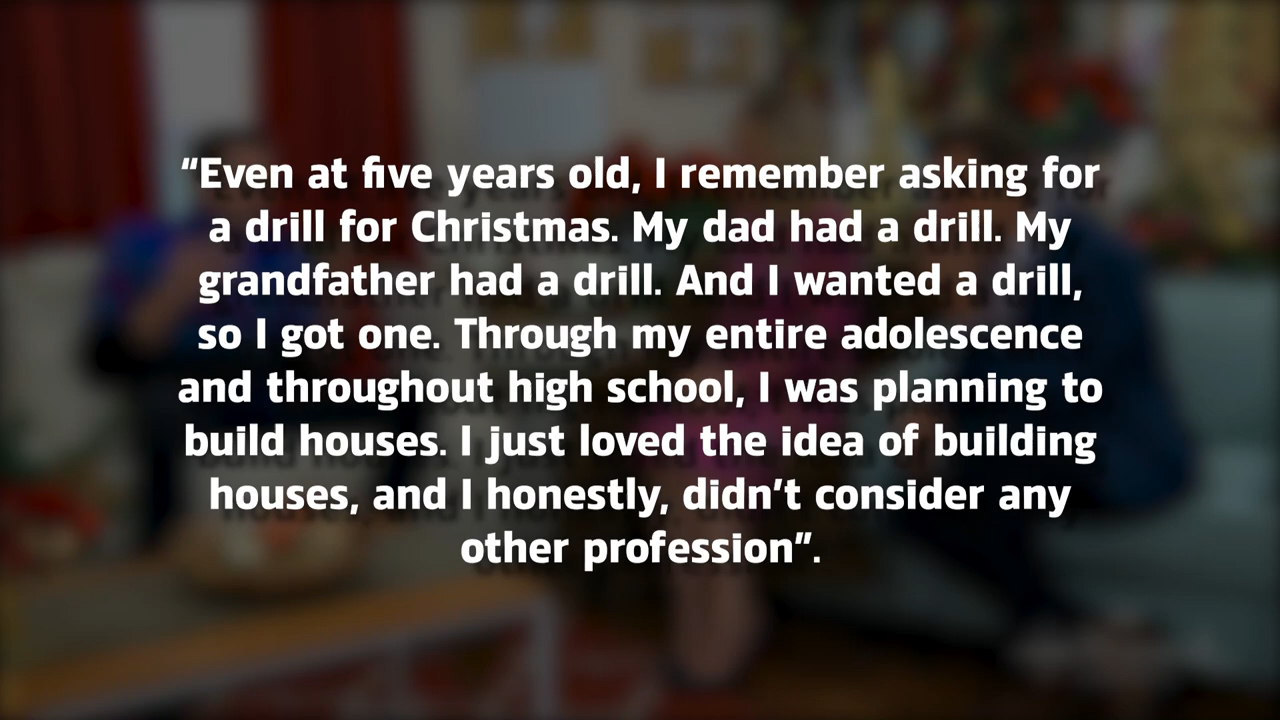 “Even at five years old, I remember asking for
a drill for Christmas. My dad had a drill. My
grandfather had a drill. And I wanted a drill,
so I got one. Through my entire adolescence
and throughout high school, I was planning to
build houses. I just loved the idea of building
houses, and I honestly, didn’t consider any
other profession”.